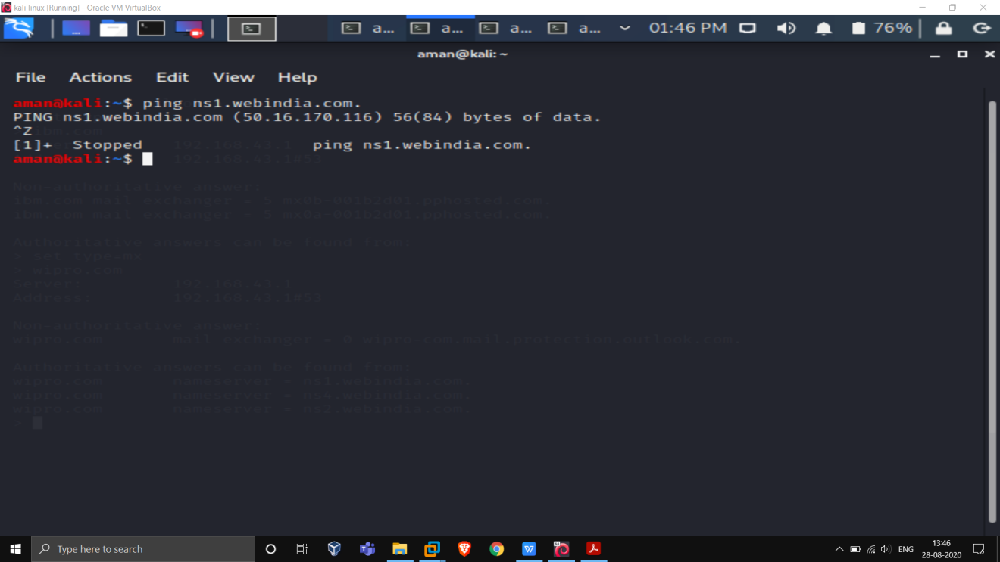 kali linux [Running] - Oracle VM VirtualBox
a... a... a... a... 01:46 PM 76%
aman@kali: ~
File Actions Edit View Help
aman@kali:~$ ping ns1.webindia.com.
PING ns1.webindia.com (50.16.170.116) 56(84) bytes of data.
^Z
[1]+ Stopped ping ns1.webindia.com.
192.168.43.1
aman@kali:~$
192.168.43.1#53
Non-authoritative answer:
ibm.com mail exchanger = 5 mx0b-001b2d01.pphosted.com.
ibm.com mail exchanger = 5 mx0a-001b2d01.pphosted.com.
Authoritative answers can be found from:
> set type=mx
> wipro.com
Server: 192.168.43.1
Address: 192.168.43.1#53
Non-authoritative answer:
wipro.com mail exchanger = 0 wipro-com.mail.protection.outlook.com.
Authoritative answers can be found from:
wipro.com nameserver = ns1.webindia.com.
wipro.com nameserver = ns4.webindia.com.
wipro.com nameserver = ns2.webindia.com.
>
Type here to search
ENG
13:46
28-08-2020